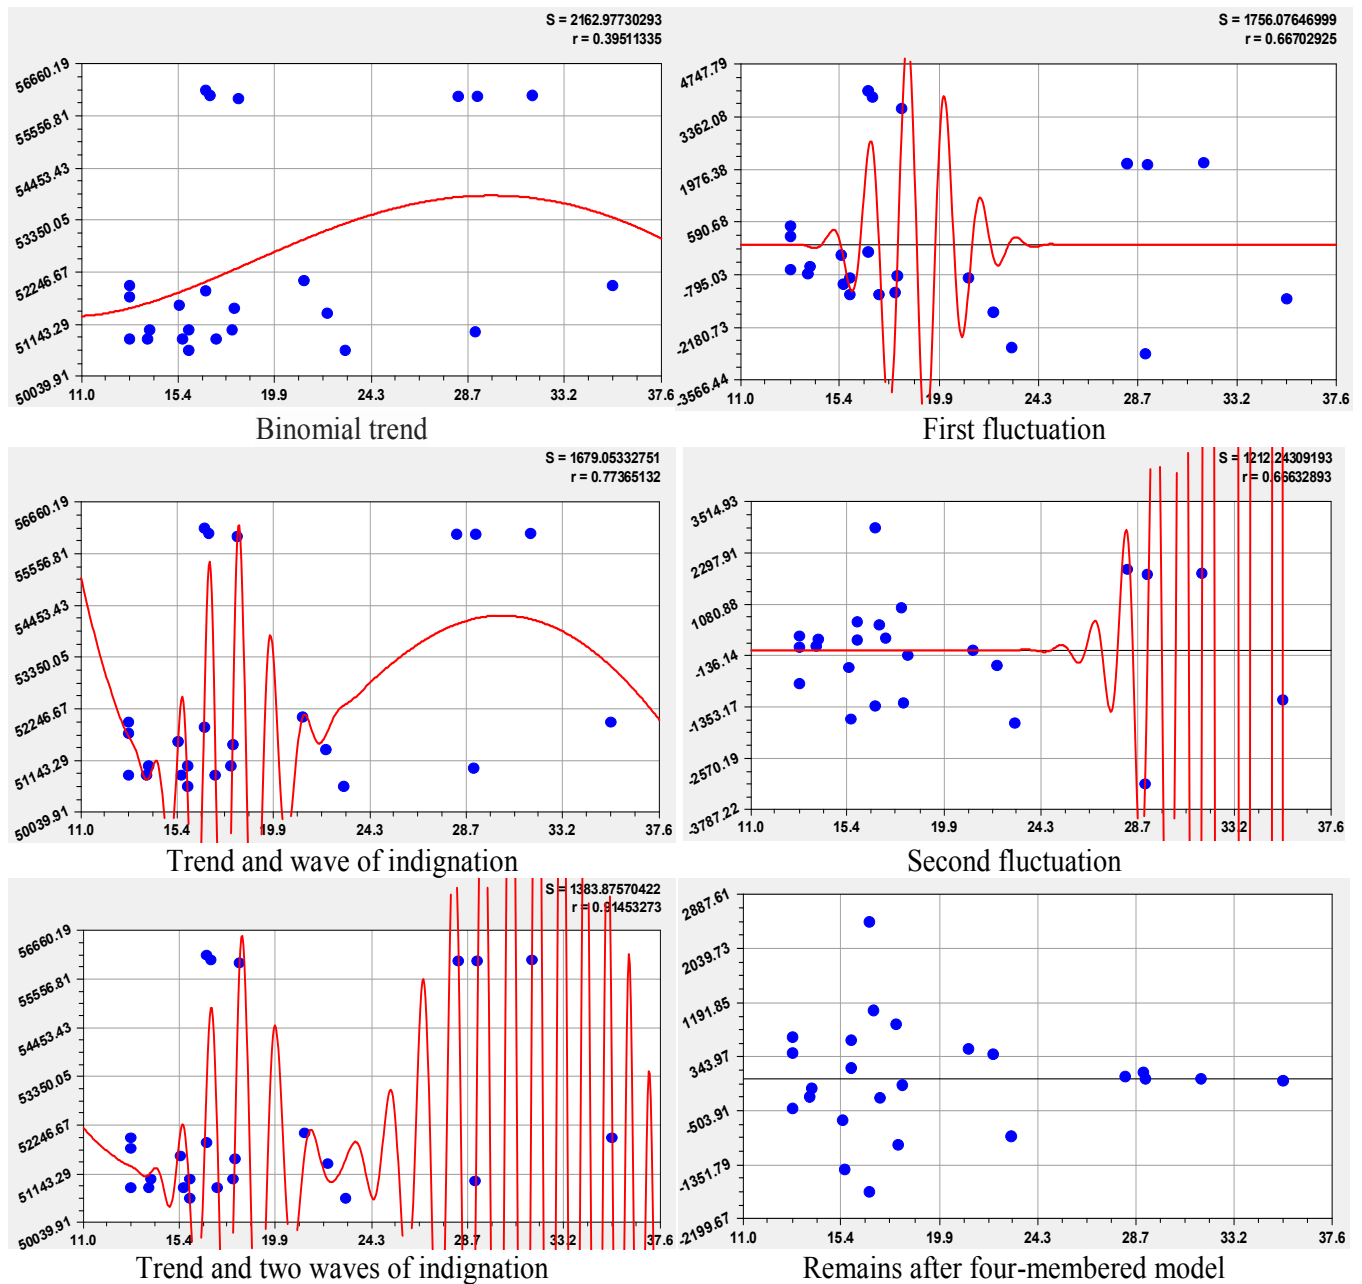 S = 2162.97730293
r = 0.39511335
56660.19
55556.81
54453.43
53350.05
52246.67
51143.29
50039.91
11.0 15.4 19.9 24.3 28.7 33.2 37.6
Binomial trend
S = 1756.07646999
r = 0.66702925
4747.79
3362.08
1976.38
590.68
-795.03
-2180.73
-3566.44
11.0 15.4 19.9 24.3 28.7 33.2 37.6
First fluctuation
S = 1679.05332751
r = 0.77365132
56660.19
55556.81
54453.43
53350.05
52246.67
51143.29
50039.91
11.0 15.4 19.9 24.3 28.7 33.2 37.6
Trend and wave of indignation
S = 1212.24309193
r = 0.66632893
3514.93
2297.91
1080.88
-136.14
-1353.17
-2570.19
-3787.22
11.0 15.4 19.9 24.3 28.7 33.2 37.6
Second fluctuation
S = 1383.87570422
r = 0.91453273
56660.19
55556.81
54453.43
53350.05
52246.67
51143.29
50039.91
11.0 15.4 19.9 24.3 28.7 33.2 37.6
Trend and two waves of indignation
2887.61
2039.73
1191.85
343.97
-503.91
-1351.79
-2199.67
11.0 15.4 19.9 24.3 28.7 33.2 37.6
Remains after four-membered model